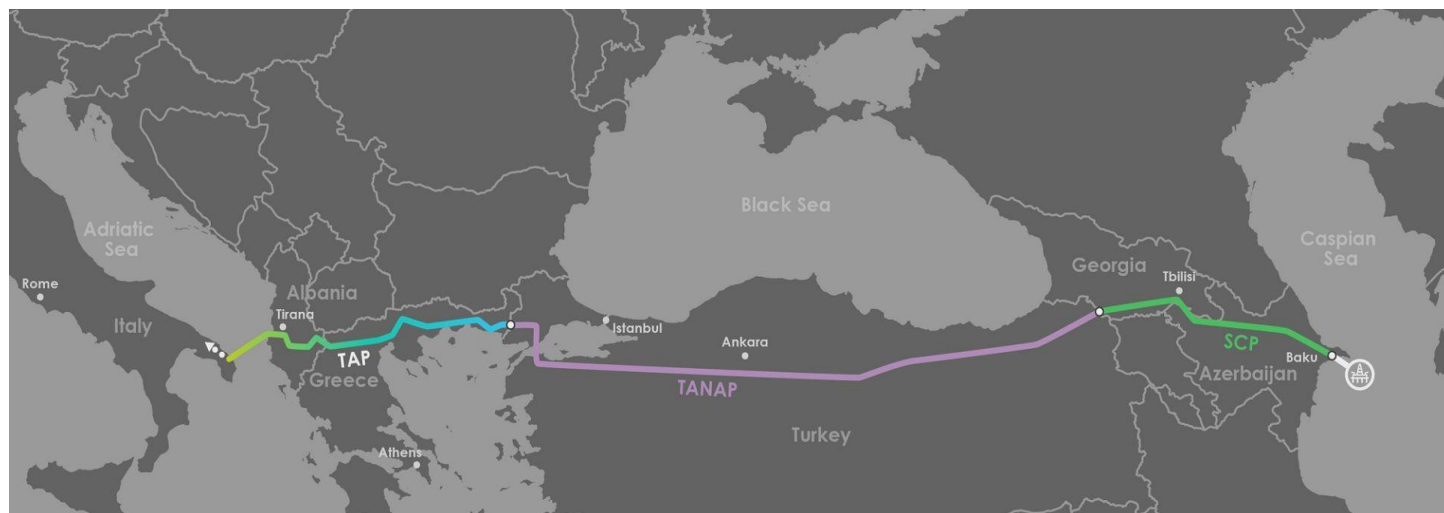 Black Sea
Adriatic
Sea
Caspian
Sea
Georgia
Tbilisi
Rome
Albania
Tirana
Italy
Istanbul
Ankara
SCP
Baku
TAP
Azerbaijan
Greece
TANAP
Turkey
Athens